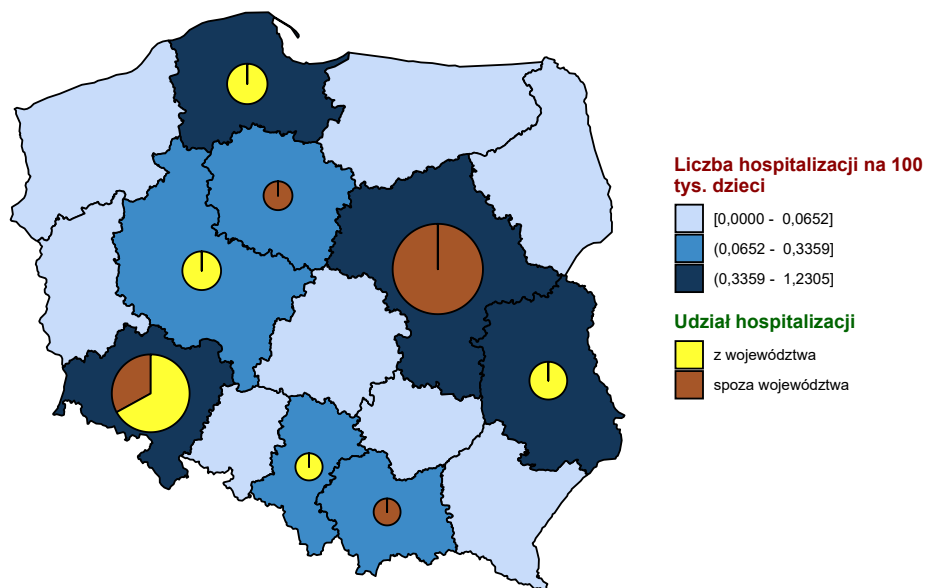 Liczba hospitalizacji na 100
tys. dzieci
[0,0000 - 0,0652]
(0,0652 - 0,3359]
(0,3359 - 1,2305]
Udział hospitalizacji
z województwa
spoza województwa